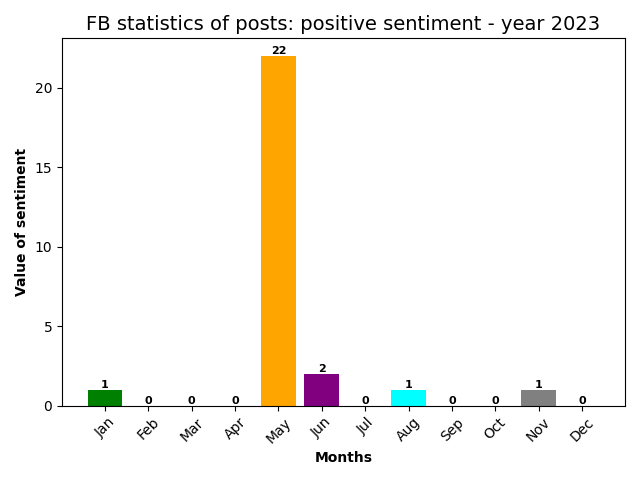 FB statistics of posts: positive sentiment - year 2023
Value of sentiment
20
15
10
5
0
1
0
0
0
22
2
0
1
0
0
1
0
Jan
Feb
Mar
Apr
May
Jun
Jul
Aug
Sep
Oct
Nov
Dec
Months